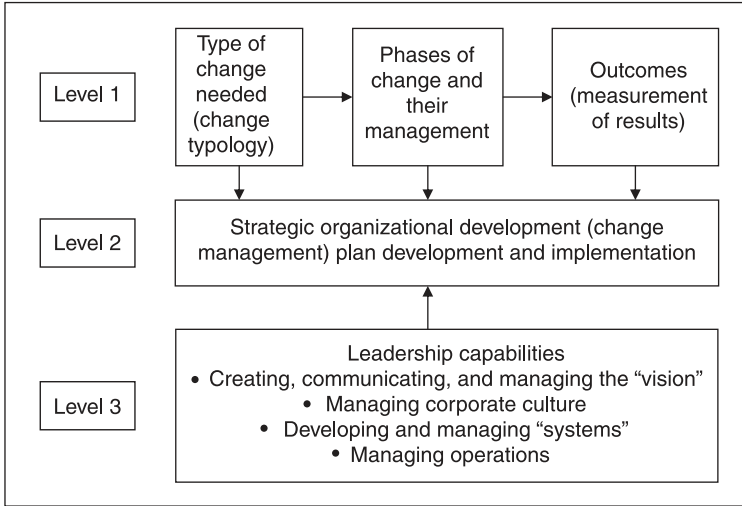 Level 1
Type of
change
needed
(change
typology)
Phases of
change and
their
management
Outcomes
(measurement
of results)
Level 2
Strategic organizational development (change
management) plan development and implementation
Level 3
Leadership capabilities
• Creating, communicating, and managing the “vision”
• Managing corporate culture
• Developing and managing “systems”
• Managing operations